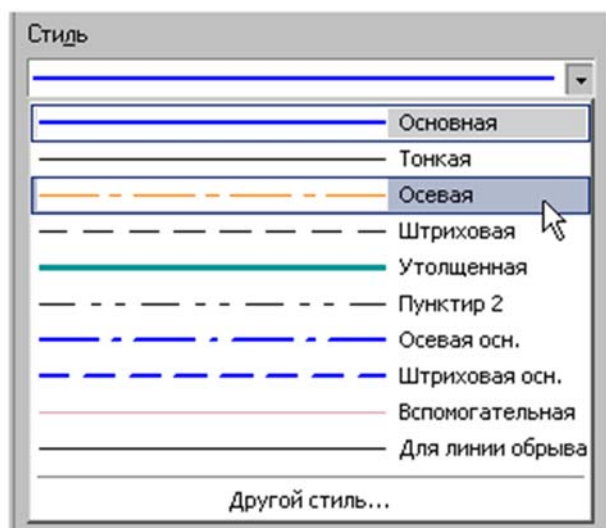 Стиль
Основная
Тонкая
Осевая
Штриховая
Утолщенная
Пунктир 2
Осевая осн.
Штриховая осн.
Вспомогательная
Для линии обрыва
Другой стиль...